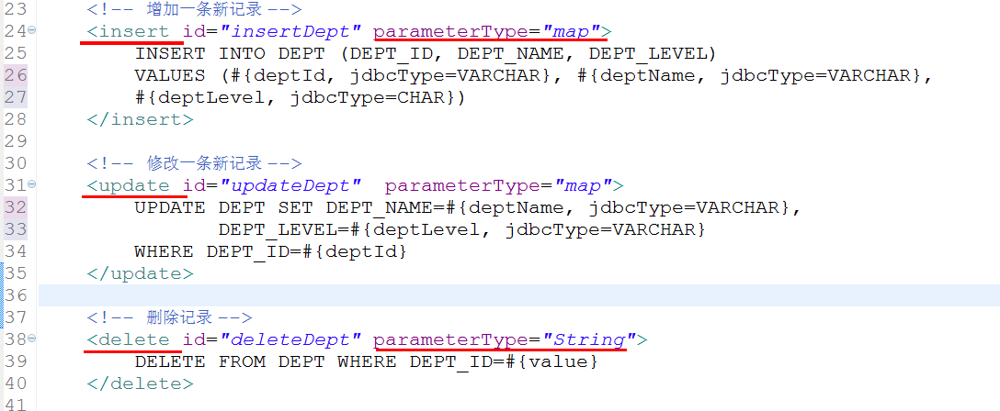 23 <!-- 增加一条新记录 -->
24 <insert id="insertDept" parameterType="map">
25 INSERT INTO DEPT (DEPT_ID, DEPT_NAME, DEPT_LEVEL)
26 VALUES (#{deptId, jdbcType=VARCHAR}, #{deptName, jdbcType=VARCHAR},
27 #{deptLevel, jdbcType=CHAR})
28 </insert>
29
30 <!-- 修改一条新记录 -->
31 <update id="updateDept" parameterType="map">
32 UPDATE DEPT SET DEPT_NAME=#{deptName, jdbcType=VARCHAR},
33 DEPT_LEVEL=#{deptLevel, jdbcType=VARCHAR}
34 WHERE DEPT_ID=#{deptId}
35 </update>
36
37 <!-- 删除记录 -->
38 <delete id="deleteDept" parameterType="String">
39 DELETE FROM DEPT WHERE DEPT_ID=#{value}
40 </delete>
41